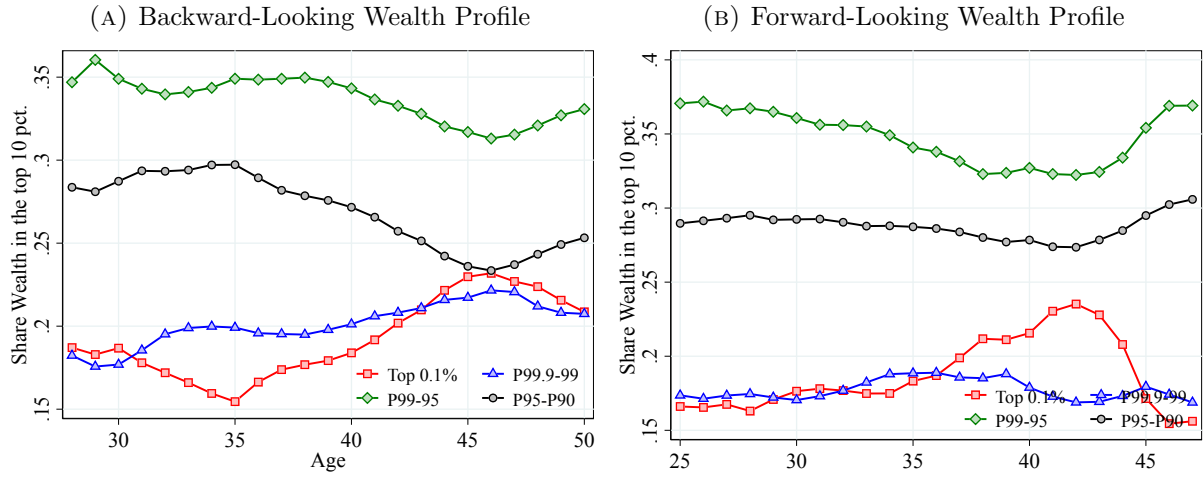 (A) Backward-Looking Wealth Profile
Share Wealth in the top 10 pct.
.35
.3
.25
.2
.15
30
35
40
45
50
Age
Top 0.1%
P99.9-99
P99-95
P95-P90
(B) Forward-Looking Wealth Profile
Share Wealth in the top 10 pct.
.4
.35
.3
.25
.2
.15
25
30
35
40
45
Top 0.1%
P99.9-99
P99-95
P95-P90